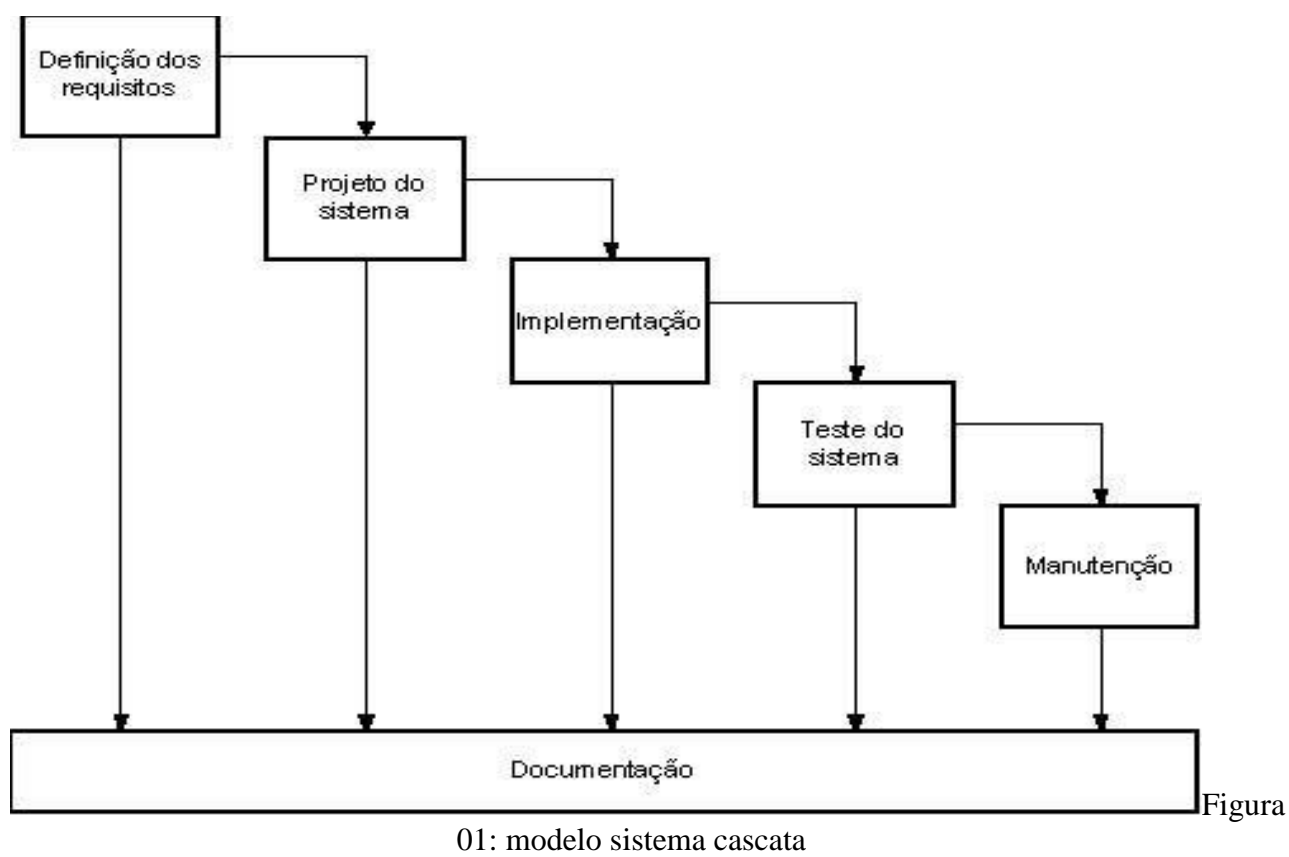 Definição dos
requisitos
Projeto do
sistema
Implementação
Teste do
sistema
Manutenção
Documentação
Figura
01: modelo sistema cascata